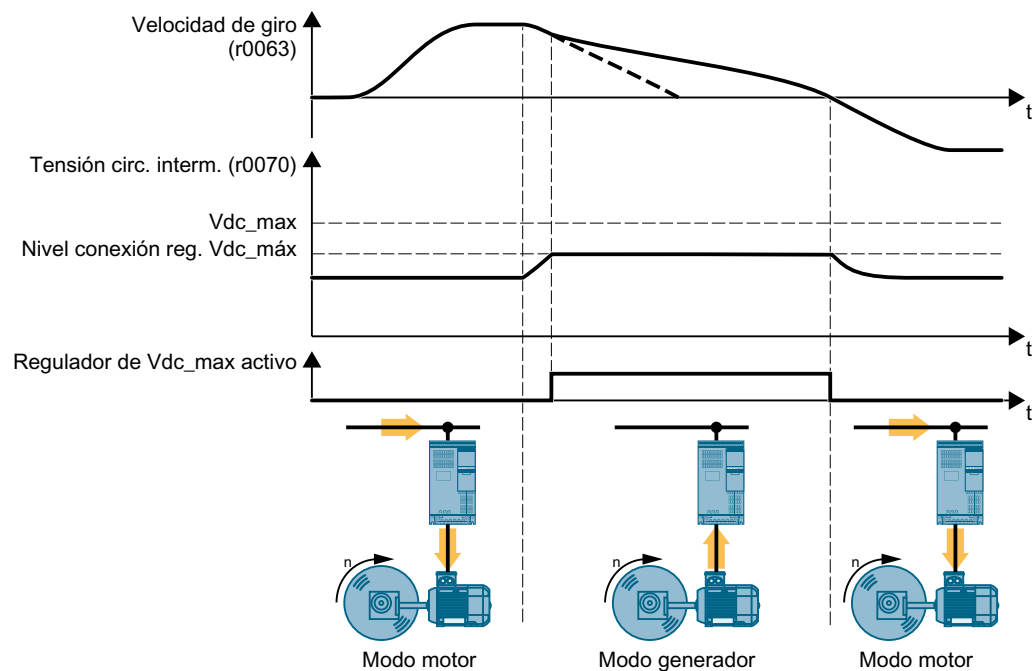 Velocidad de giro
(r0063)
t
Tensión circ. interm. (r0070)
Vdc_max
Nivel conexión reg. Vdc_máx
t
Regulador de Vdc_max activo
t
n
n
n
Modo motor
Modo generador
Modo motor